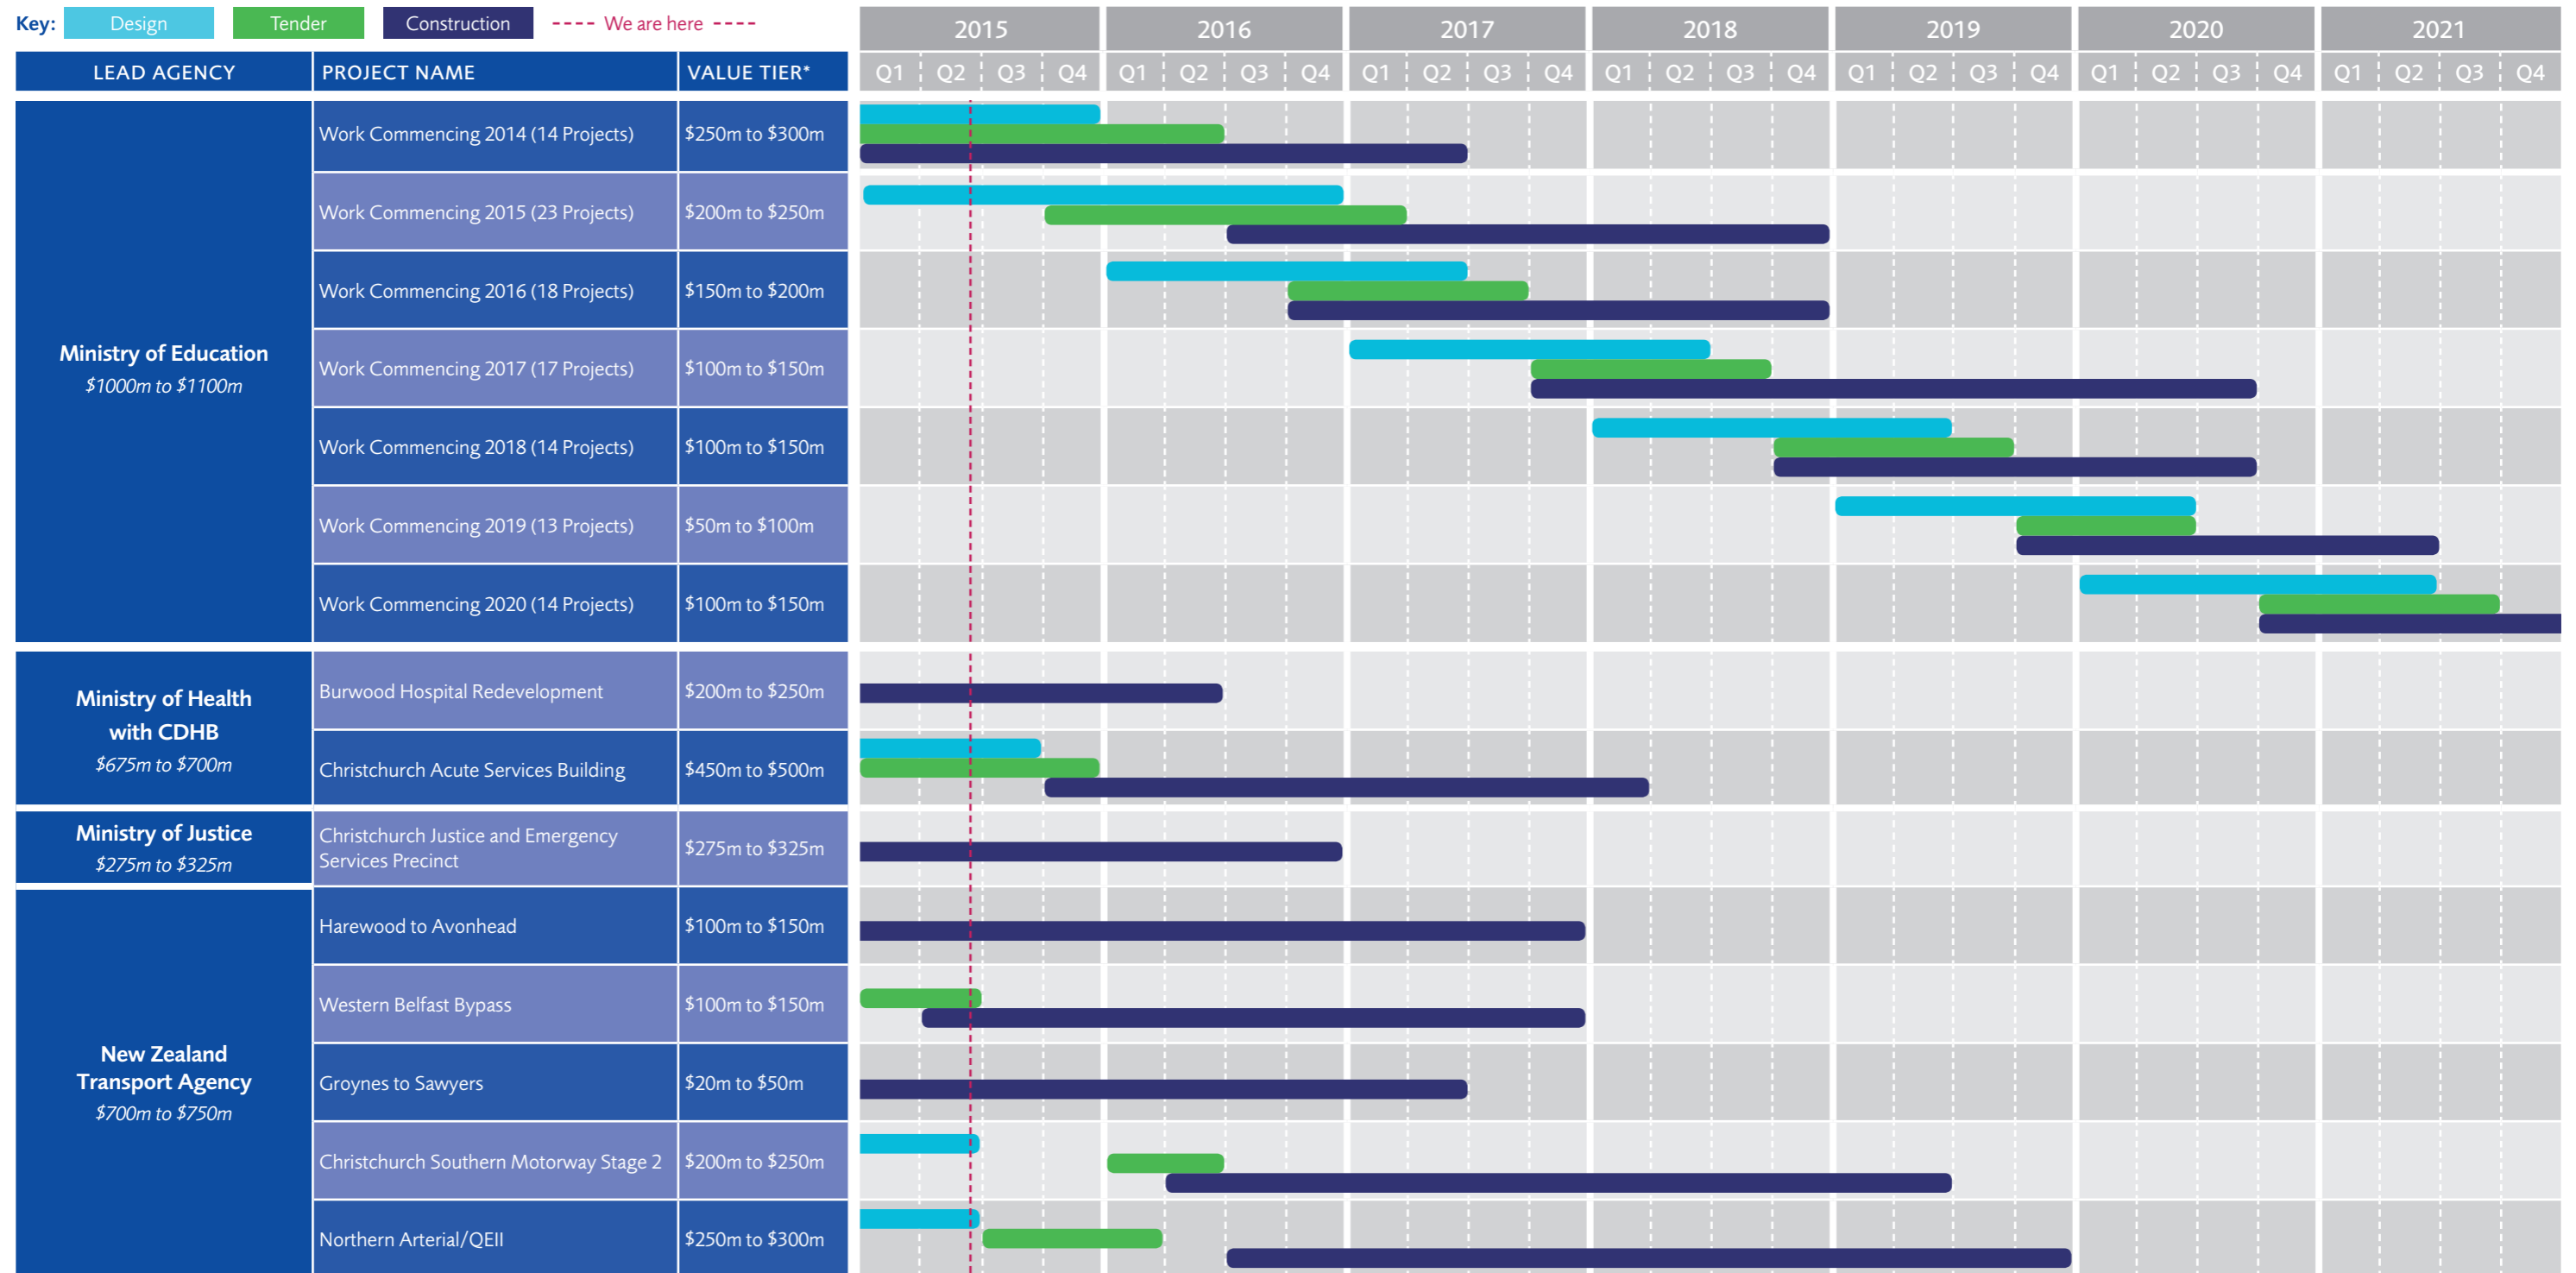 Key: Design Tender Construction ---- We are here ----
2015 2016 2017 2018 2019 2020 2021
LEAD AGENCY PROJECT NAME VALUE TIER* Q1 Q2 Q3 Q4 Q1 Q2 Q3 Q4 Q1 Q2 Q3 Q4 Q1 Q2 Q3 Q4 Q1 Q2 Q3 Q4 Q1 Q2 Q3 Q4 Q1 Q2 Q3 Q4
Ministry of Education
$1000m to $1100m
Work Commencing 2014 (14 Projects) $250m to $300m
Work Commencing 2015 (23 Projects) $200m to $250m
Work Commencing 2016 (18 Projects) $150m to $200m
Work Commencing 2017 (17 Projects) $100m to $150m
Work Commencing 2018 (14 Projects) $100m to $150m
Work Commencing 2019 (13 Projects) $50m to $100m
Work Commencing 2020 (14 Projects) $100m to $150m
Ministry of Health
with CDHB
$675m to $700m
Burwood Hospital Redevelopment $200m to $250m
Christchurch Acute Services Building $450m to $500m
Ministry of Justice
$275m to $325m
Christchurch Justice and Emergency
Services Precinct
$275m to $325m
New Zealand
Transport Agency
$700m to $750m
Harewood to Avonhead $100m to $150m
Western Belfast Bypass $100m to $150m
Groynes to Sawyers $20m to $50m
Christchurch Southern Motorway Stage 2 $200m to $250m
Northern Arterial/QEII $250m to $300m